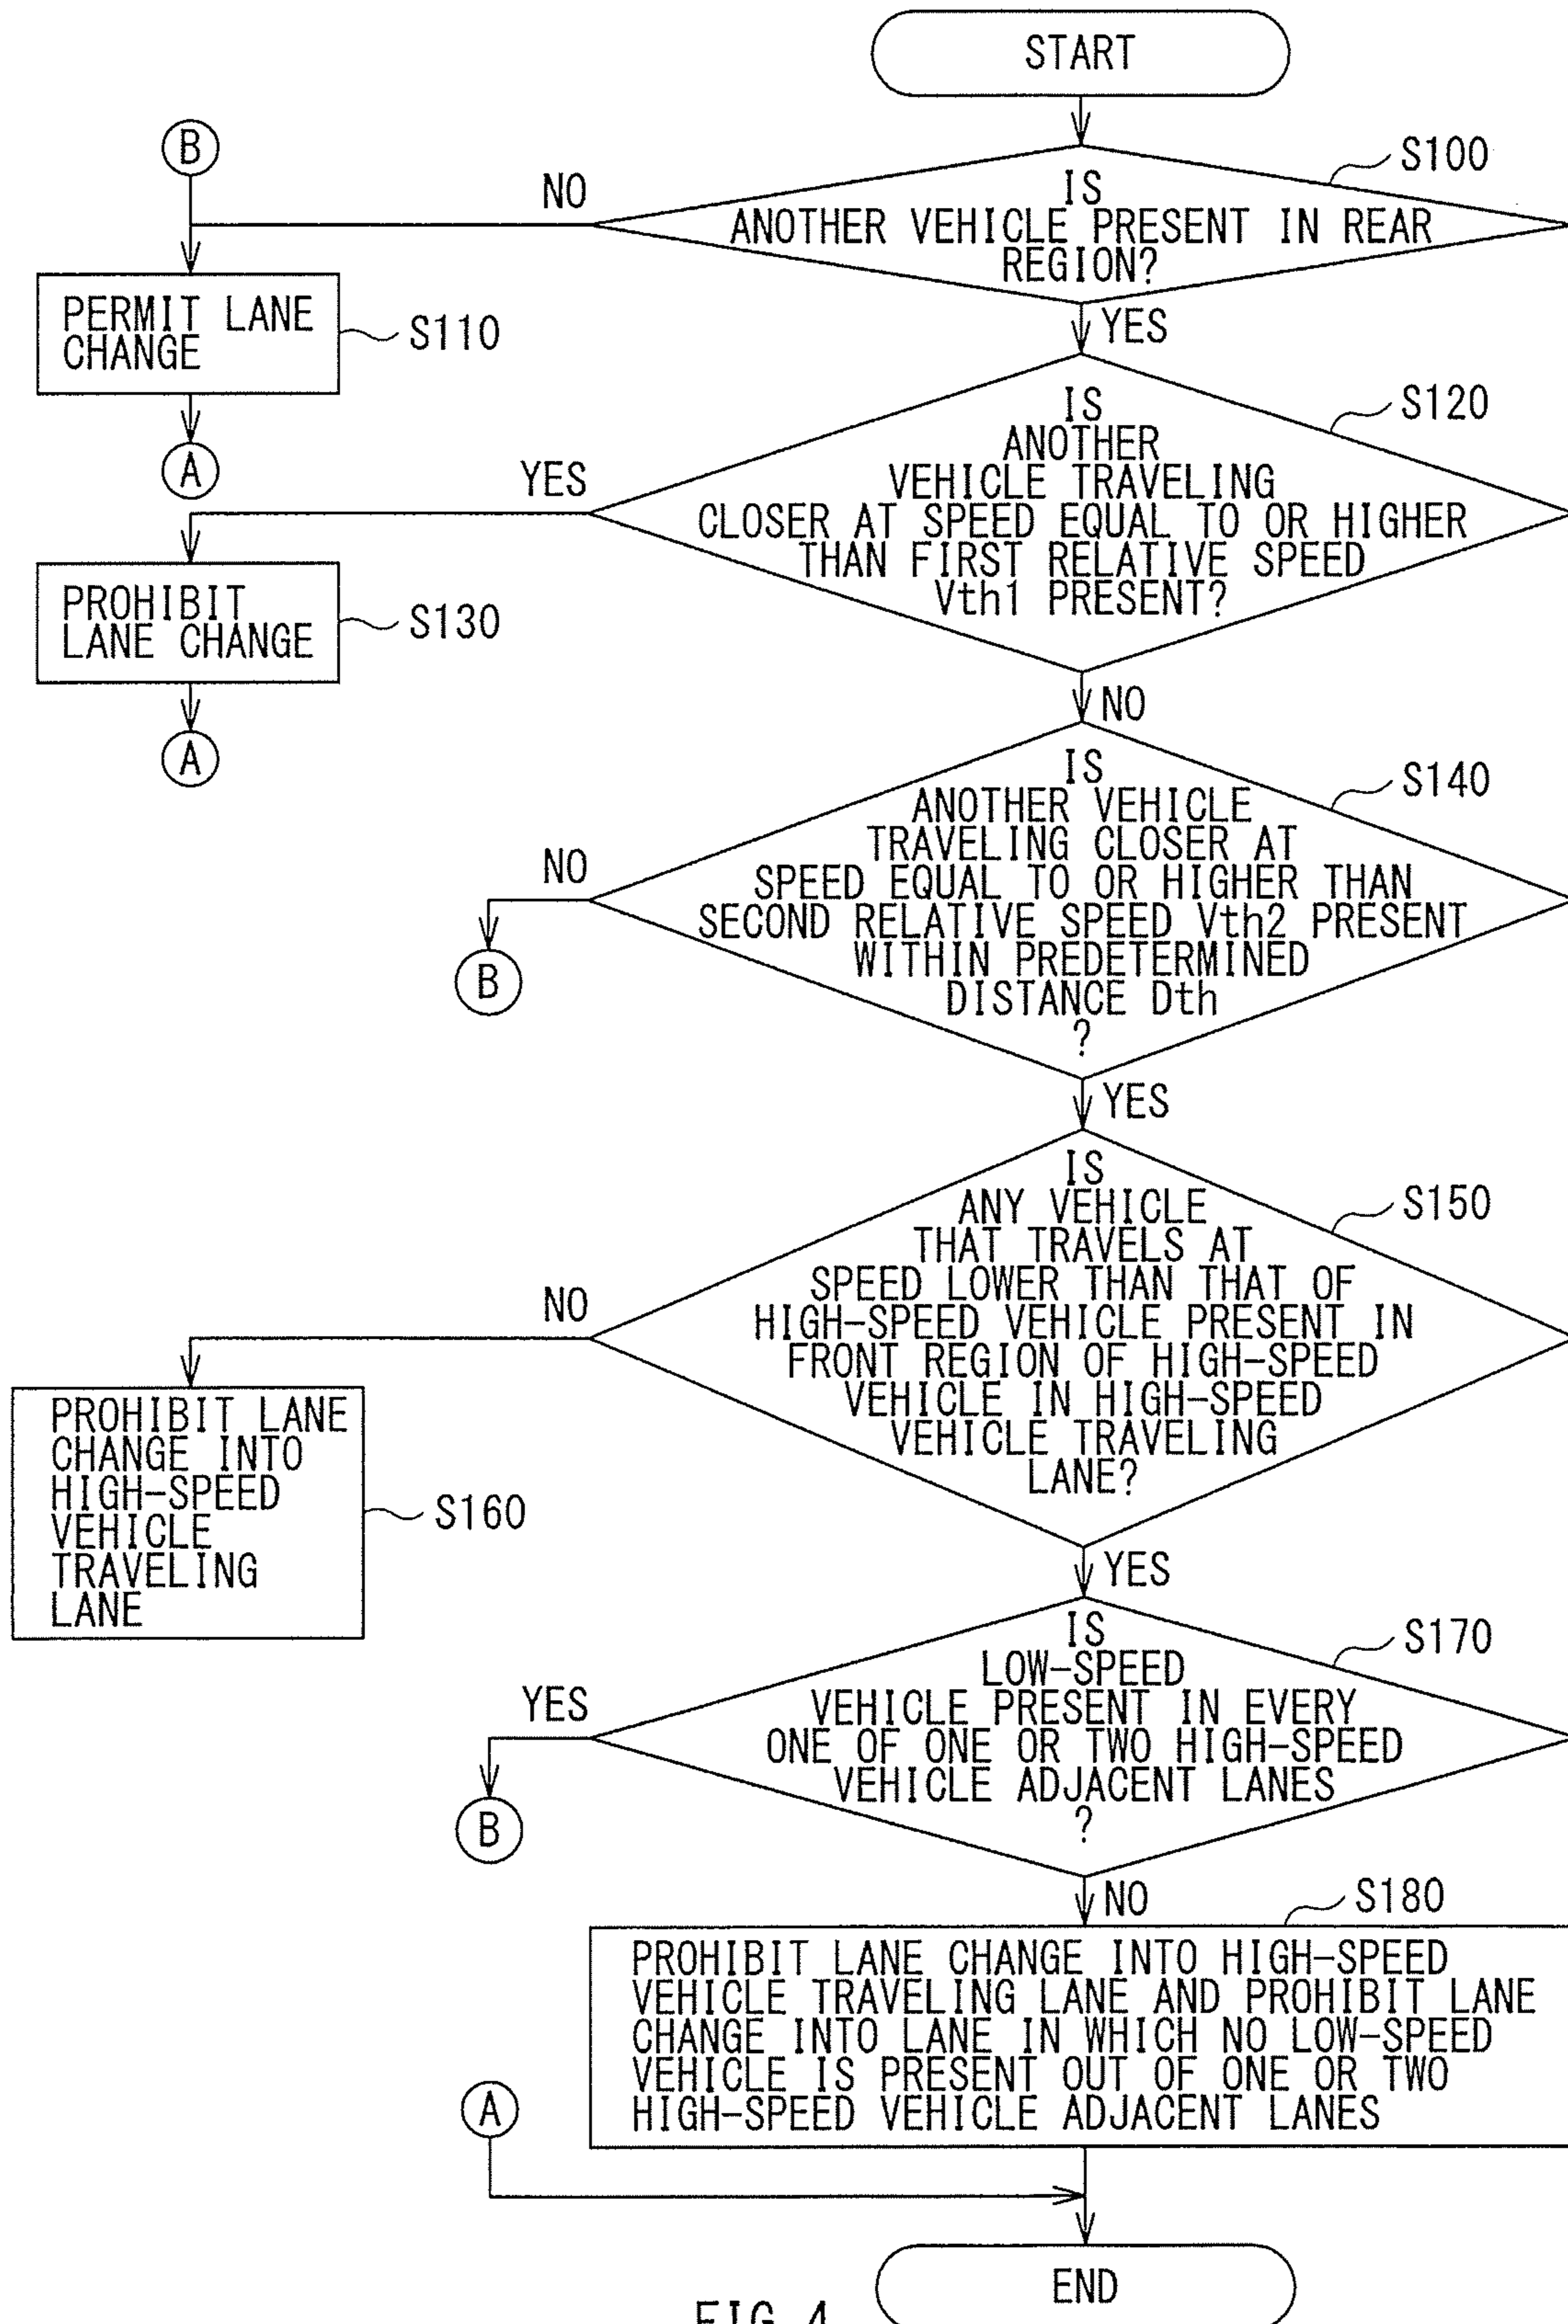 START
B
S100
NO
IS
ANOTHER VEHICLE PRESENT IN REAR
REGION?
PERMIT LANE
CHANGE
S110
YES
A
S120
IS
ANOTHER
VEHICLE TRAVELING
CLOSER AT SPEED EQUAL TO OR HIGHER
THAN FIRST RELATIVE SPEED
Vth1 PRESENT?
YES
PROHIBIT
LANE CHANGE
S130
NO
A
S140
IS
ANOTHER VEHICLE
TRAVELING CLOSER AT
SPEED EQUAL TO OR HIGHER THAN
SECOND RELATIVE SPEED Vth2 PRESENT
WITHIN PREDETERMINED
DISTANCE Dth
?
NO
B
YES
S150
IS
ANY VEHICLE
THAT TRAVELS AT
SPEED LOWER THAN THAT OF
HIGH-SPEED VEHICLE PRESENT IN
FRONT REGION OF HIGH-SPEED
VEHICLE IN HIGH-SPEED
VEHICLE TRAVELING
LANE?
NO
PROHIBIT LANE
CHANGE INTO
HIGH-SPEED
VEHICLE
TRAVELING
LANE
S160
YES
S170
IS
LOW-SPEED
VEHICLE PRESENT IN EVERY
ONE OF ONE OR TWO HIGH-SPEED
VEHICLE ADJACENT LANES
?
YES
B
NO
S180
PROHIBIT LANE CHANGE INTO HIGH-SPEED
VEHICLE TRAVELING LANE AND PROHIBIT LANE
CHANGE INTO LANE IN WHICH NO LOW-SPEED
VEHICLE IS PRESENT OUT OF ONE OR TWO
HIGH-SPEED VEHICLE ADJACENT LANES
A
END
FIG.4